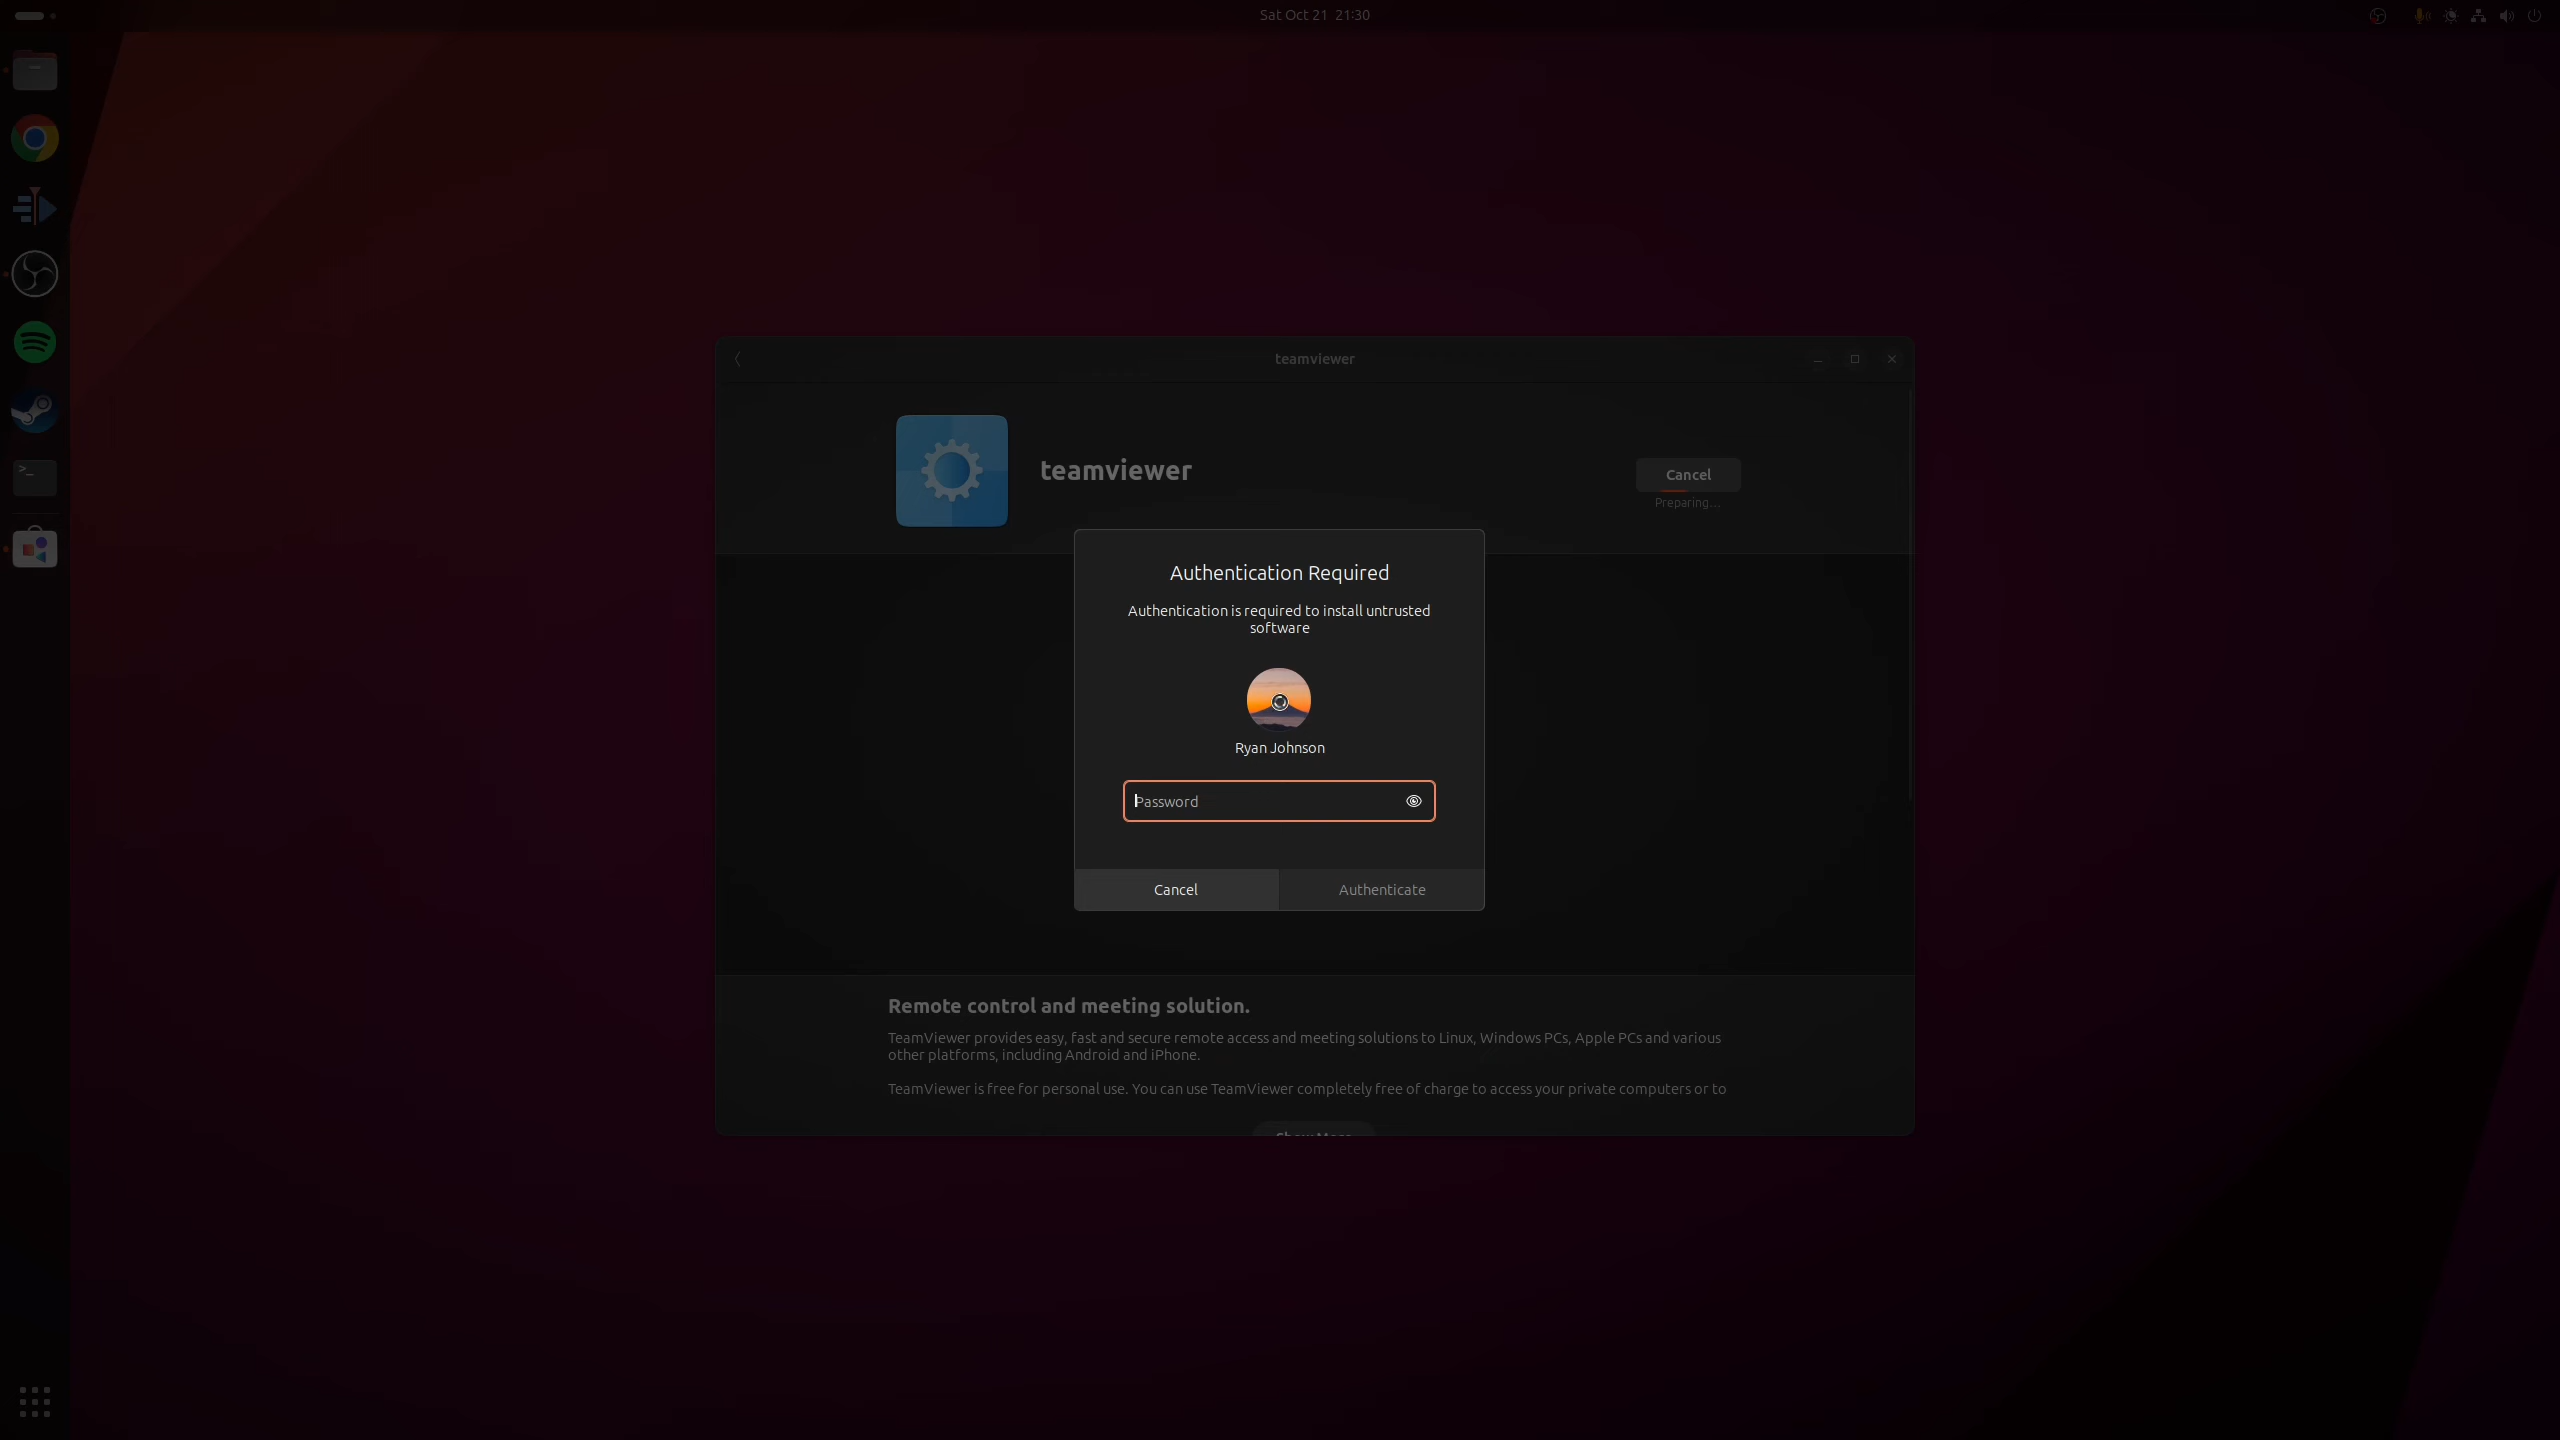 Sat Oct 21 21:30
teamviewer
teamviewer
Cancel
Preparing...
Authentication Required
Authentication is required to install untrusted
software
Ryan Johnson
Password
Cancel
Authenticate
Remote control and meeting solution.
TeamViewer provides easy, fast and secure remote access and meeting solutions to Linux, Windows PCs, Apple PCs and various
other platforms, including Android and iPhone.
TeamViewer is free for personal use. You can use TeamViewer completely free of charge to access your private computers or to
Show More